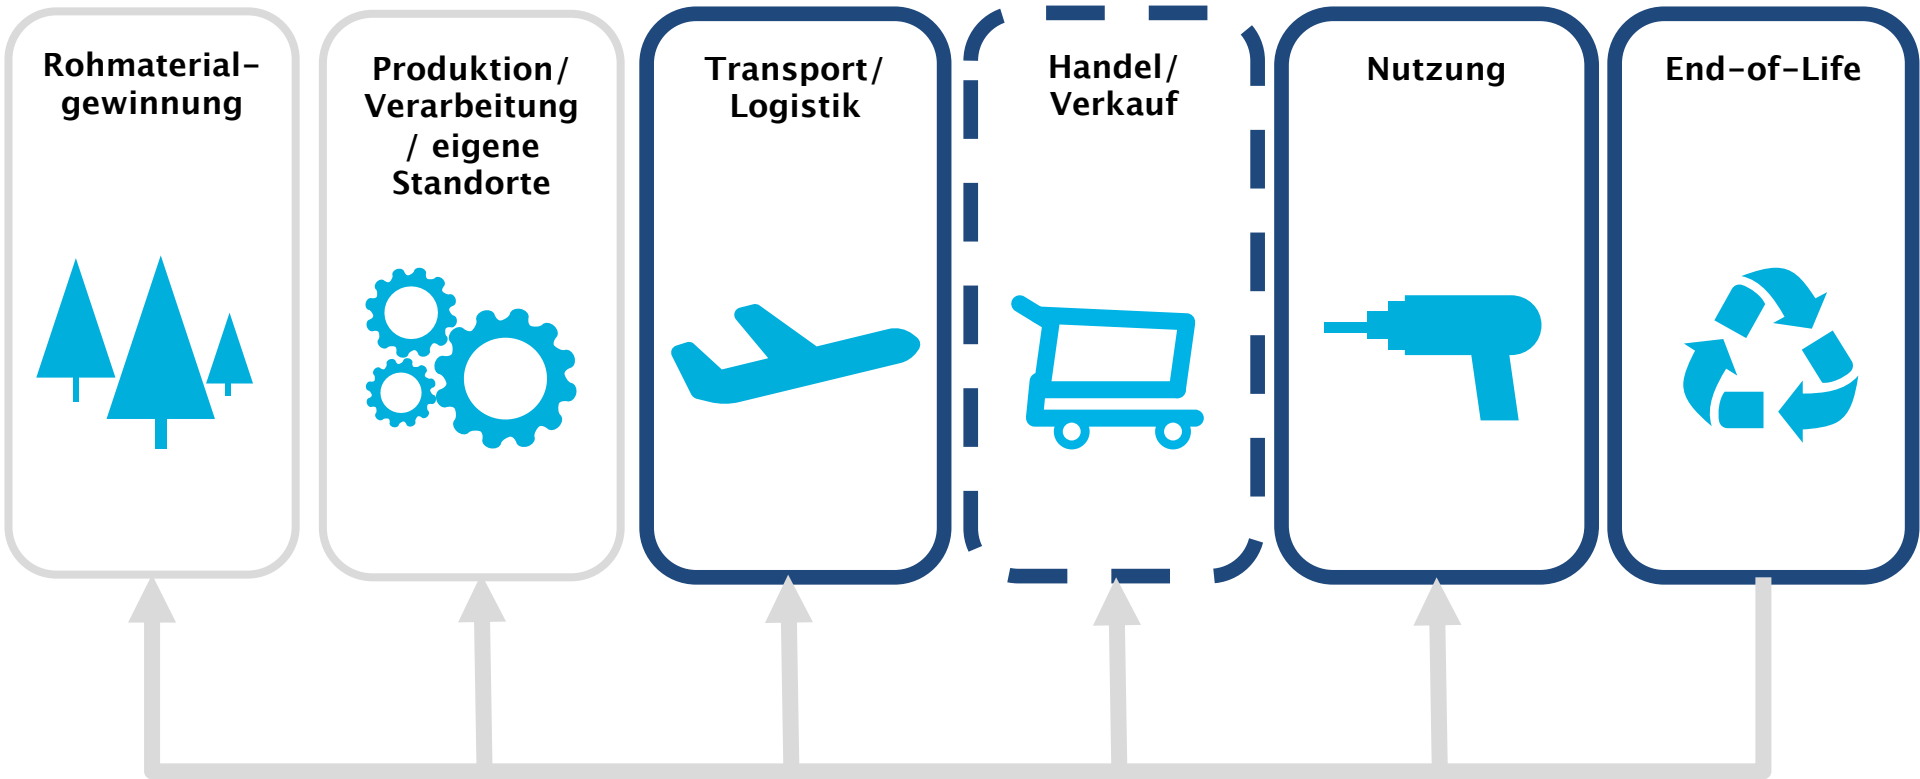 Rohmaterial-
gewinnung
Produktion/
Verarbeitung
/ eigene
Standorte
Transport/
Logistik
Handel/
Verkauf
Nutzung
End-of-Life